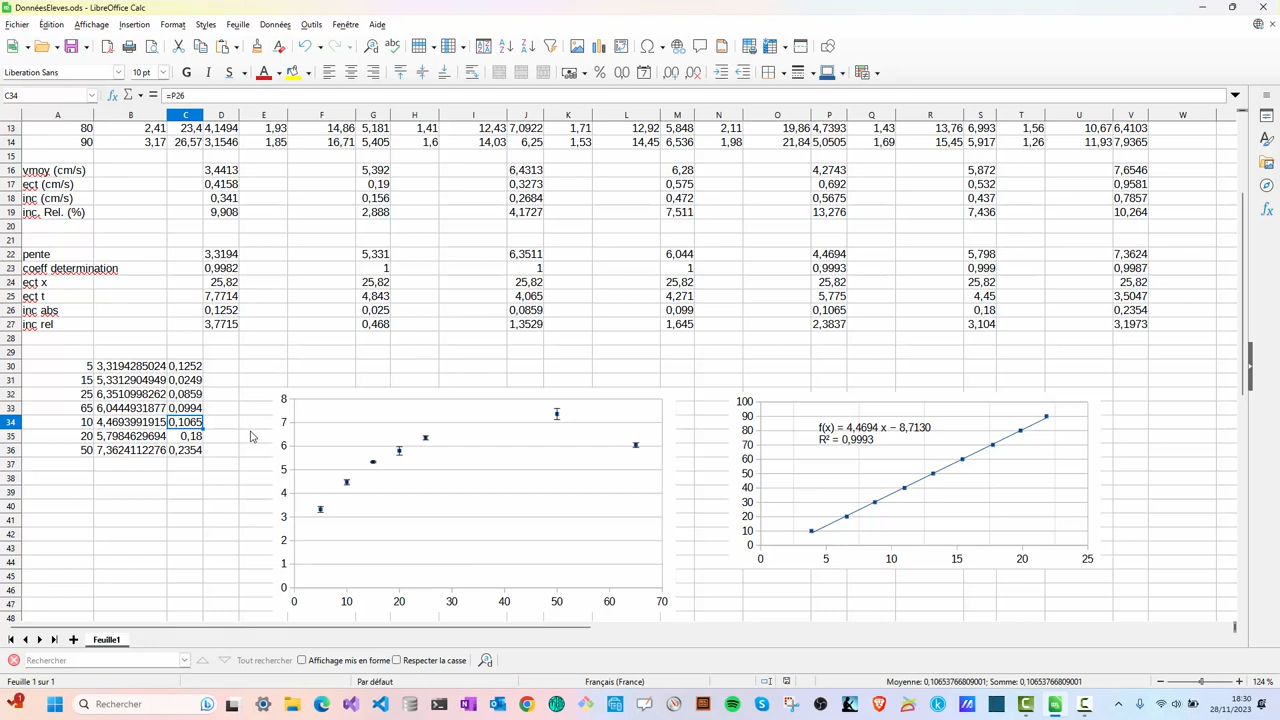 DonnéesEleves.ods - LibreOffice Calc
Fichier Édition Affichage Insertion Format Styles Feuille Données Outils Fenêtre Aide
Liberation Sans 10 pt G I S
C34 =P26
A B C D E F G H I J K L M N O P Q R S T U V W
13 80 2,41 23,4 4,1494 1,93 14,86 5,181 1,41 12,43 7,0922 1,71 12,92 5,848 2,11 19,86 4,7393 1,43 13,76 6,993 1,56 10,67 6,4103
14 90 3,17 26,57 3,1546 1,85 16,71 5,405 1,6 14,03 6,25 1,53 14,45 6,536 1,98 21,84 5,0505 1,69 15,45 5,917 1,26 11,93 7,9365
15
16 vmoy (cm/s) 3,4413 5,392 6,4313 6,28 4,2743 5,872 7,6546
17 ect (cm/s) 0,4158 0,19 0,3273 0,575 0,692 0,532 0,9581
18 inc (cm/s) 0,341 0,156 0,2684 0,472 0,5675 0,437 0,7857
19 inc. Rel. (%) 9,908 2,888 4,1727 7,511 13,276 7,436 10,264
20
21
22 pente 3,3194 5,331 6,3511 6,044 4,4694 5,798 7,3624
23 coeff determination 0,9982 1 1 1 0,9993 0,999 0,9987
24 ect x 25,82 25,82 25,82 25,82 25,82 25,82 25,82
25 ect t 7,7714 4,843 4,065 4,271 5,775 4,45 3,5047
26 inc abs 0,1252 0,025 0,0859 0,099 0,1065 0,18 0,2354
27 inc rel 3,7715 0,468 1,3529 1,645 2,3837 3,104 3,1973
28
29
30 5 3,3194285024 0,1252
31 15 5,3312904949 0,0249
32 25 6,3510998262 0,0859
33 65 6,0444931877 0,0994
34 10 4,4693991915 0,1065
35 20 5,7984629694 0,18
36 50 7,3624112276 0,2354
37
38
39
40
41
42
43
44
45
46
47
48
8
7
6
5
4
3
2
1
0
0 10 20 30 40 50 60 70
100
90
80
70
60
50
40
30
20
10
0
f(x) = 4,4694 x − 8,7130
R² = 0,9993
0 5 10 15 20 25
Feuille1
Rechercher Tout rechercher Affichage mis en forme Respecter la casse
Feuille 1 sur 1 Par défaut Français (France) Moyenne: 0,10653766809001; Somme: 0,10653766809001 124 %
Rechercher 18:30
28/11/2023